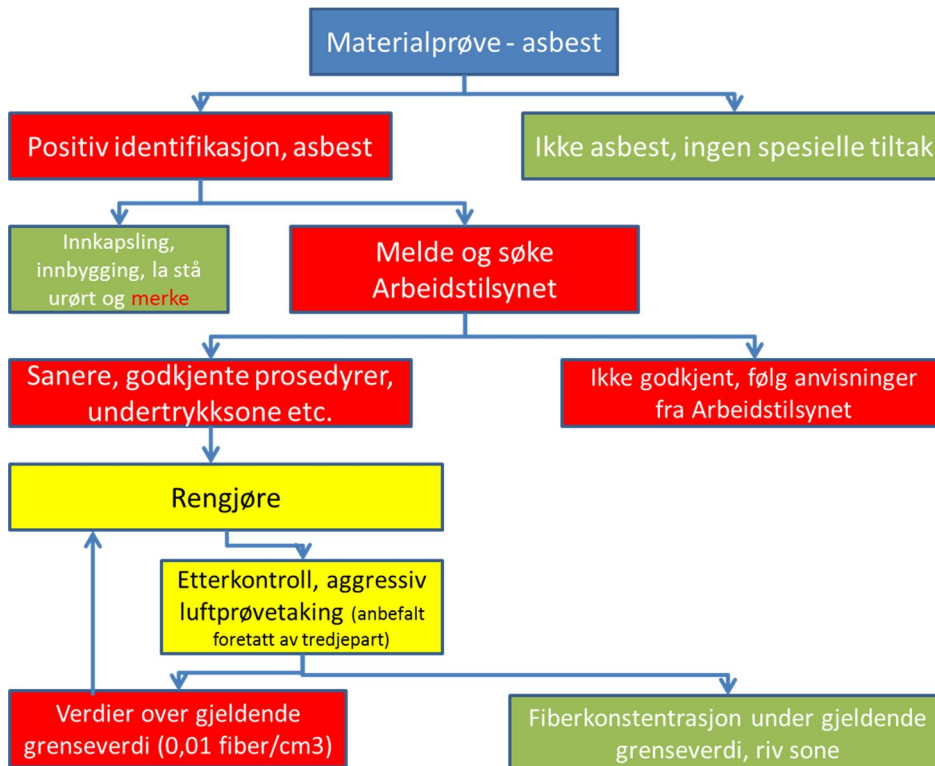 Materialprøve - asbest
Positiv identifikasjon, asbest
Ikke asbest, ingen spesielle tiltak
Innkapsling,
innbygging, la stå
urørt og merke
Melde og søke
Arbeidstilsynet
Sanere, godkjente prosedyrer,
undertrykksone etc.
Ikke godkjent, følg anvisninger
fra Arbeidstilsynet
Rengjøre
Etterkontroll, aggressiv
luftprøvetaking (anbefalt
foretatt av tredjepart)
Verdier over gjeldende
grenseverdi (0,01 fiber/cm3)
Fiberkonstentrasjon under gjeldende
grenseverdi, riv sone